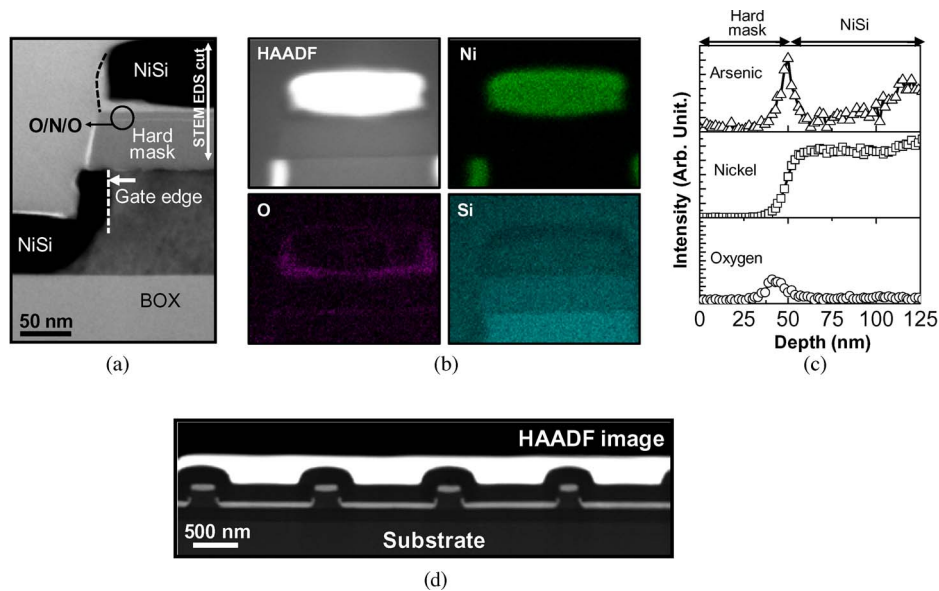 NiSi
O/N/O
Hard
mask
STEM EDS cut
Gate edge
NiSi
BOX
50 nm
(a)
HAADF
Ni
O
Si
(b)
Hard
mask
NiSi
Arsenic
Nickel
Oxygen
Intensity (Arb. Unit.)
0 25 50 75 100 125
Depth (nm)
(c)
HAADF image
500 nm
Substrate
(d)